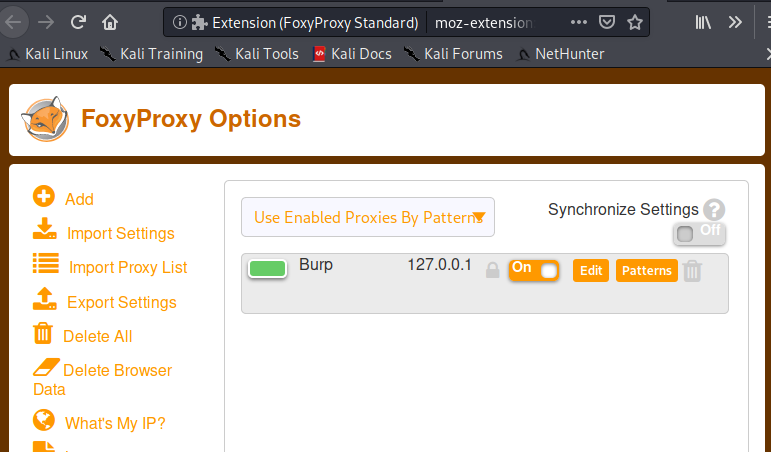 Extension (FoxyProxy Standard) moz-extension
Kali Linux Kali Training Kali Tools Kali Docs Kali Forums NetHunter
FoxyProxy Options
Add
Import Settings
Import Proxy List
Export Settings
Delete All
Delete Browser
Data
What's My IP?
Use Enabled Proxies By Patterns
Synchronize Settings ?
Off
Burp 127.0.0.1 On Edit Patterns